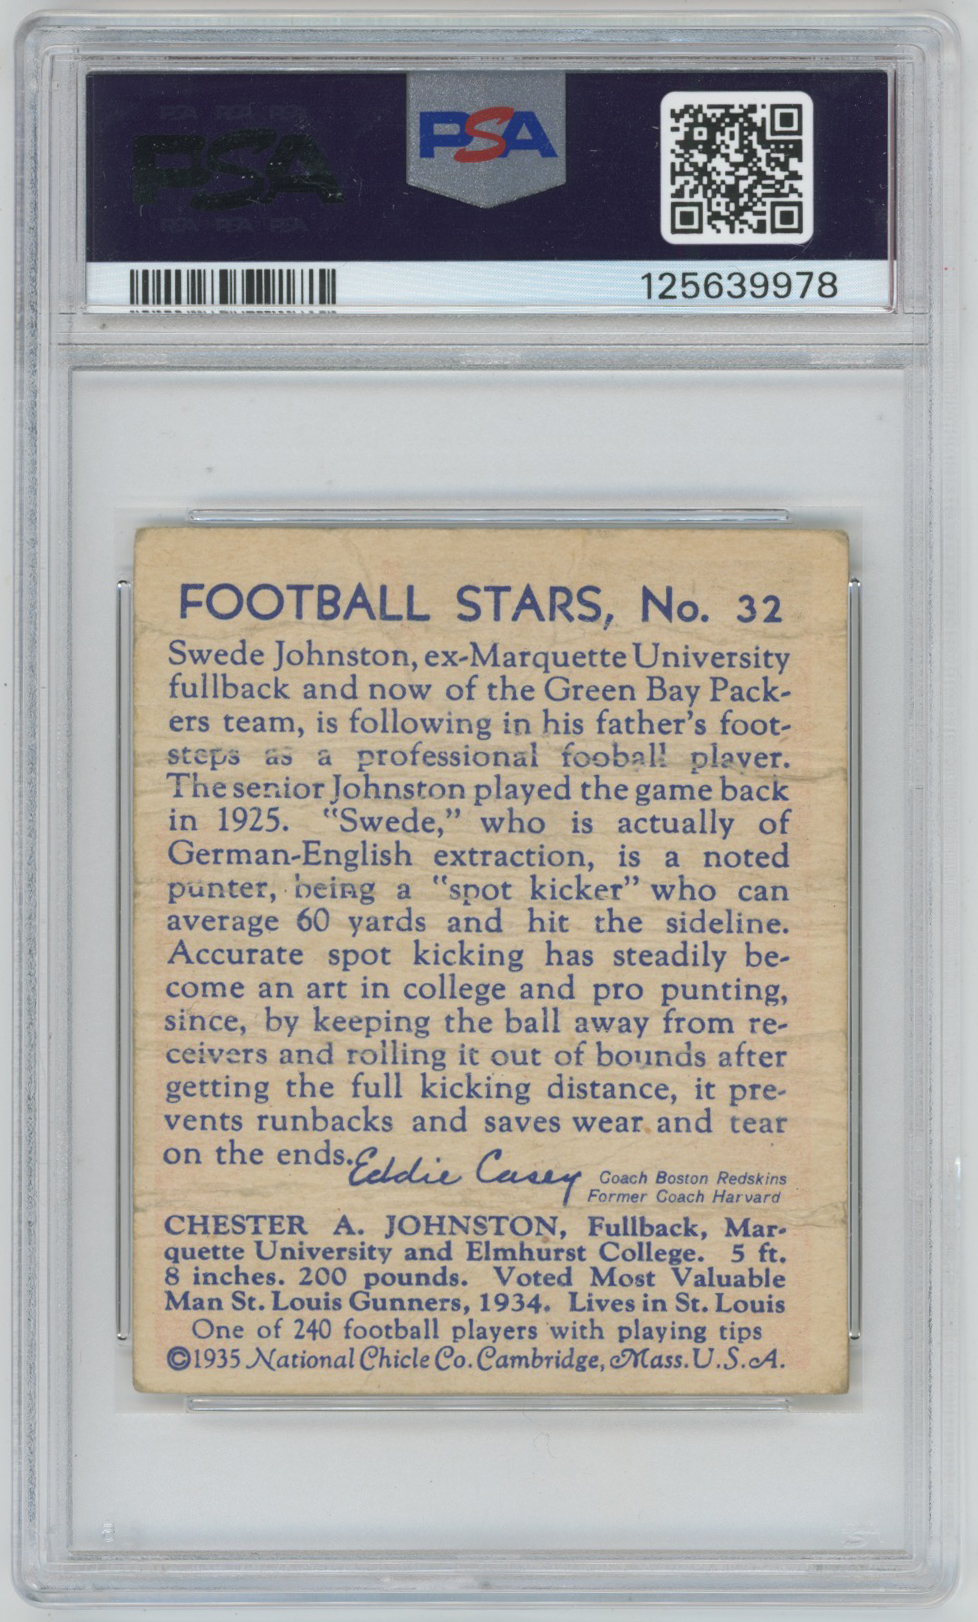 PSA PSA PSA
PSA
PSA PSA PSA
PSA
125639978
FOOTBALL STARS, No. 32
Swede Johnston, ex-Marquette University
fullback and now of the Green Bay Pack-
ers team, is following in his father's foot-
steps as a professional fooball player.
The senior Johnston played the game back
in 1925. "Swede," who is actually of
German-English extraction, is a noted
punter, being a "spot kicker" who can
average 60 yards and hit the sideline.
Accurate spot kicking has steadily be-
come an art in college and pro punting,
since, by keeping the ball away from re-
ceivers and rolling it out of bounds after
getting the full kicking distance, it pre-
vents runbacks and saves wear and tear
on the ends. Eddie Casey
Coach Boston Redskins
Former Coach Harvard
CHESTER A. JOHNSTON, Fullback, Mar-
quette University and Elmhurst College. 5 ft.
8 inches. 200 pounds. Voted Most Valuable
Man St. Louis Gunners, 1934. Lives in St. Louis
One of 240 football players with playing tips
©1935 National Chicle Co. Cambridge, Mass. U.S.A.